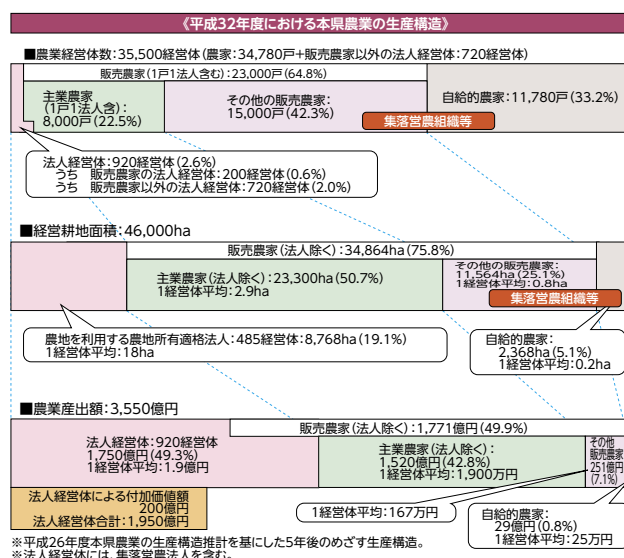 《平成32年度における本県農業の生産構造》
■農業経営体数：35,500経営体（農家：34,780戸＋販売農家以外の法人経営体：720経営体）
販売農家（1戸1法人含む）：23,000戸（64.8%）
主業農家
（1戸1法人含）：
8,000戸（22.5%）
その他の販売農家：
15,000戸（42.3%）
自給的農家：11,780戸（33.2%）
集落営農組織等
法人経営体：920経営体（2.6%）
うち　販売農家の法人経営体：200経営体（0.6%）
うち　販売農家以外の法人経営体：720経営体（2.0%）
■経営耕地面積：46,000ha
販売農家（法人除く）：34,864ha（75.8%）
主業農家（法人除く）：23,300ha（50.7%）
1経営体平均：2.9ha
その他の販売農家：
11,564ha（25.1%）
1経営体平均：0.8ha
集落営農組織等
農地を利用する農地所有適格法人：485経営体：8,768ha（19.1%）
1経営体平均：18ha
自給的農家：
2,368ha（5.1%）
1経営体平均：0.2ha
■農業産出額：3,550億円
販売農家（法人除く）：1,771億円（49.9%）
法人経営体：920経営体
1,750億円（49.3%）
1経営体平均：1.9億円
主業農家（法人除く）：
1,520億円（42.8%）
1経営体平均：1,900万円
その他
販売農家
251億円
（7.1%）
法人経営体による付加価値額
200億円
法人経営体合計：1,950億円
1経営体平均：167万円
自給的農家：
29億円（0.8%）
1経営体平均：25万円
※平成26年度本県農業の生産構造推計を基にした5年後のめざす生産構造。
※法人経営体には、集落営農法人を含む。